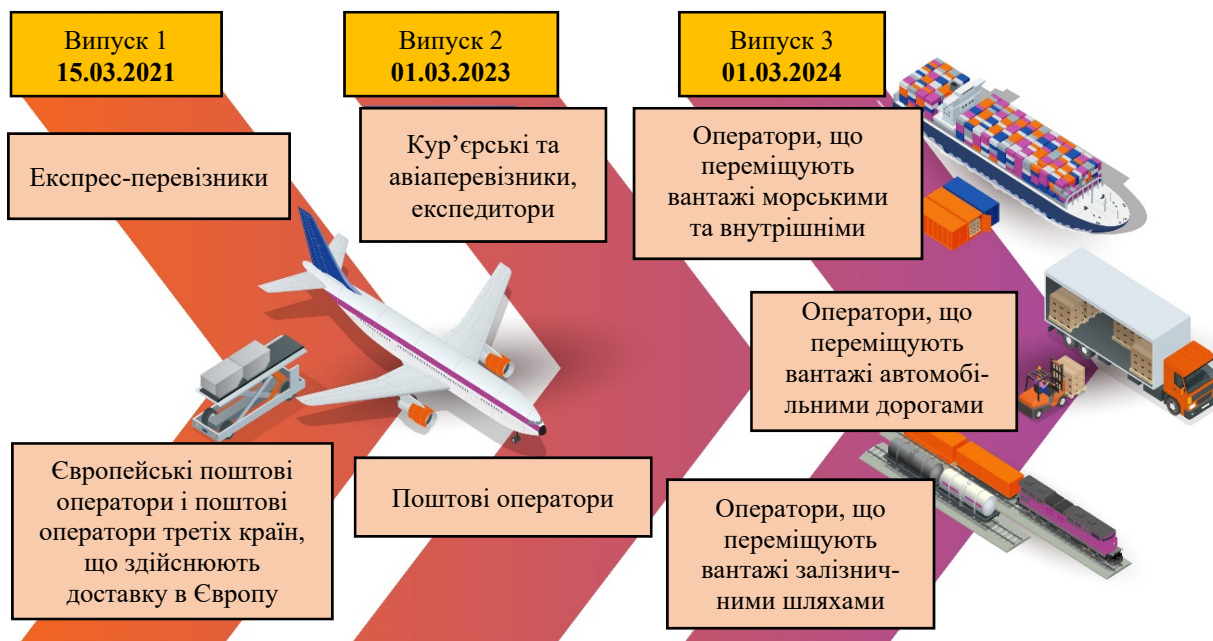 Випуск 1
15.03.2021
Експрес-перевізники
Європейські поштові
оператори і поштові
оператори третіх країн,
що здійснюють
доставку в Європу
Випуск 2
01.03.2023
Кур’єрські та
авіаперевізники,
експедитори
Поштові оператори
Випуск 3
01.03.2024
Оператори, що
переміщують
вантажі морськими
та внутрішніми
Оператори, що
переміщують
вантажі автомобі-
льними дорогами
Оператори, що
переміщують
вантажі залізнич-
ними шляхами